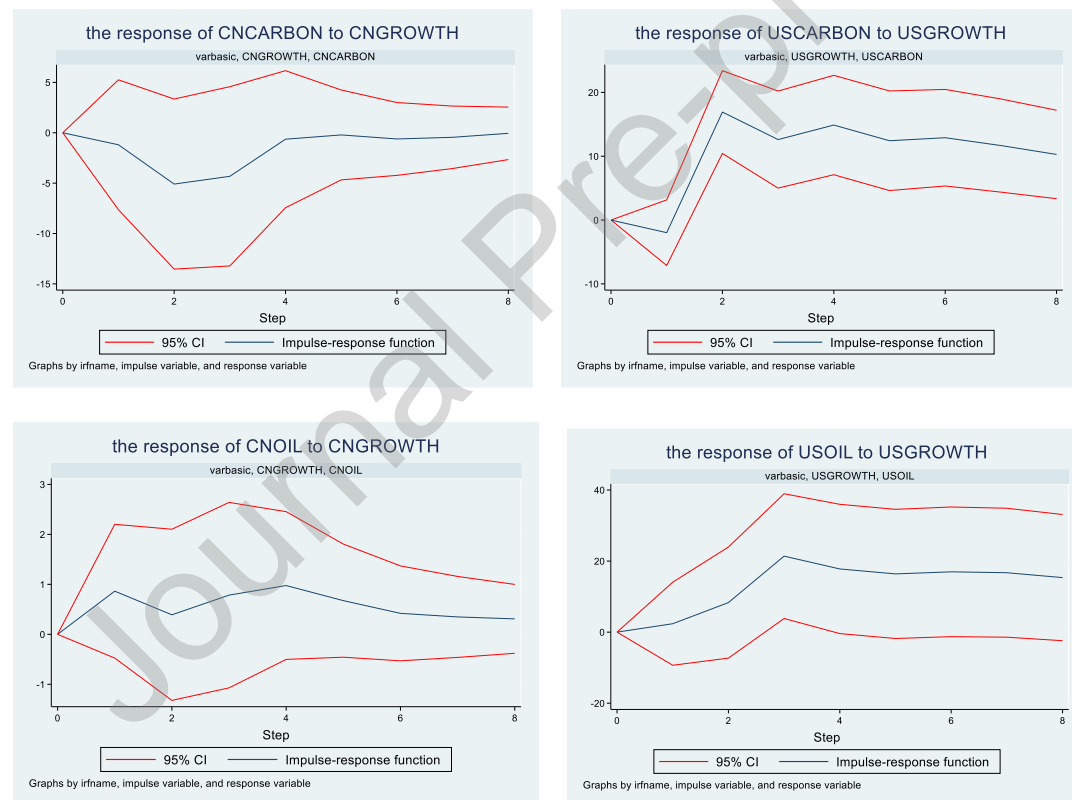 the response of CNCARBON to CNGROWTH
varbasic, CNGROWTH, CNCARBON
5
0
-5
-10
-15
0 2 4 6 8
Step
95% CI Impulse-response function
Graphs by irfname, impulse variable, and response variable
the response of USCARBON to USGROWTH
varbasic, USGROWTH, USCARBON
20
10
0
-10
0 2 4 6 8
Step
95% CI Impulse-response function
Graphs by irfname, impulse variable, and response variable
the response of CNOIL to CNGROWTH
varbasic, CNGROWTH, CNOIL
3
2
1
0
-1
0 2 4 6 8
Step
95% CI Impulse-response function
Graphs by irfname, impulse variable, and response variable
the response of USOIL to USGROWTH
varbasic, USGROWTH, USOIL
40
20
0
-20
0 2 4 6 8
Step
95% CI Impulse-response function
Graphs by irfname, impulse variable, and response variable
Journal Pre-p